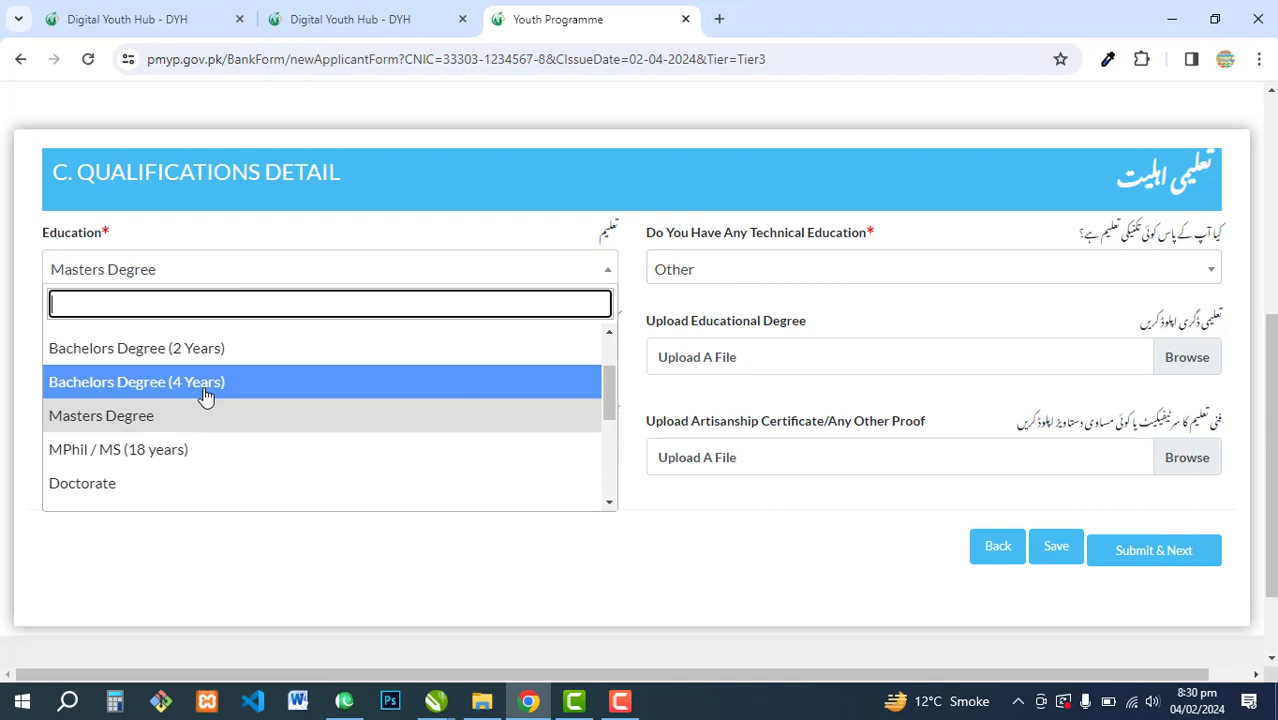 Digital Youth Hub - DYH
Digital Youth Hub - DYH
Youth Programme
pmyp.gov.pk/BankForm/newApplicantForm?CNIC=33303-1234567-8&CIssueDate=02-04-2024&Tier=Tier3
C. QUALIFICATIONS DETAIL
تعلیمی اہلیت
Education*
تعلیم
Do You Have Any Technical Education*
کیا آپ کے پاس کوئی تکنیکی تعلیم ہے؟
Masters Degree
Other
Upload Educational Degree
تعلیمی ڈگری اپلوڈ کریں
Bachelors Degree (2 Years)
Upload A File
Browse
Bachelors Degree (4 Years)
Masters Degree
Upload Artisanship Certificate/Any Other Proof
فنی تعلیم کا سرٹیفکیٹ یا کوئی مساوی دستاویز اپلوڈ کریں
MPhil / MS (18 years)
Upload A File
Browse
Doctorate
Back
Save
Submit & Next
12°C Smoke
8:30 pm
04/02/2024